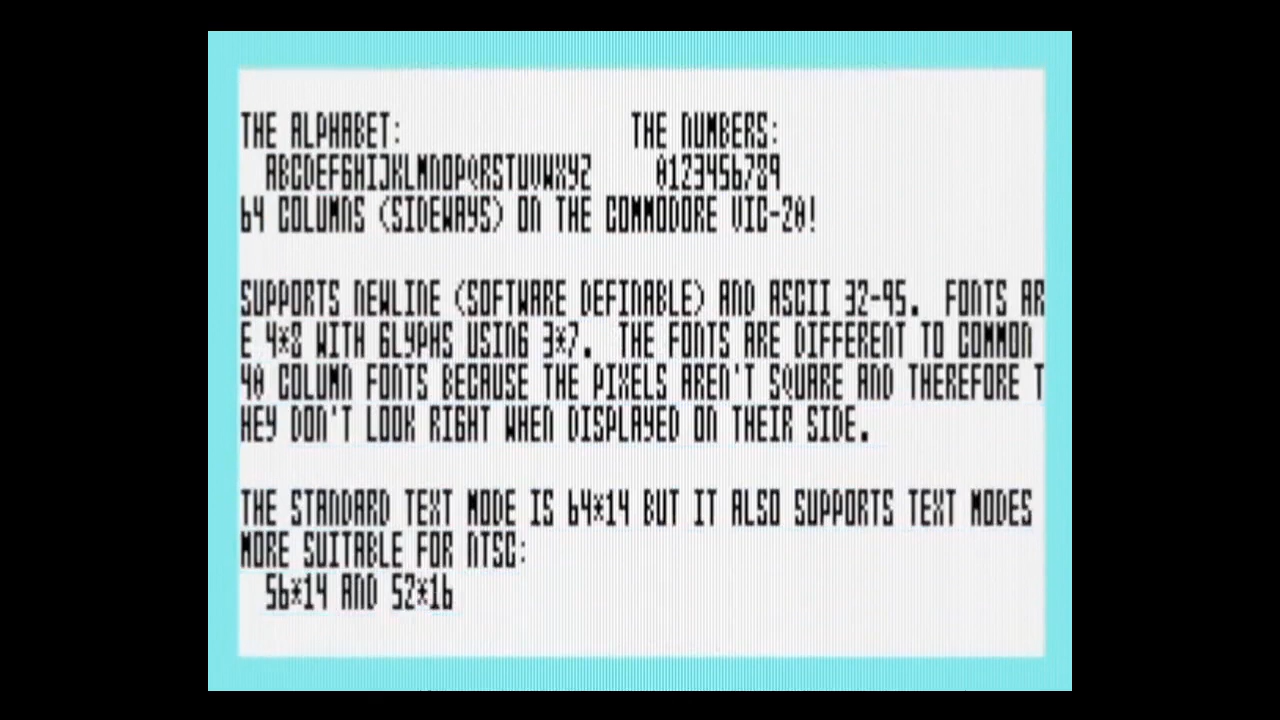 THE ALPHABET: THE NUMBERS:
ABCDEFGHIJKLMNOPQRSTUVWXYZ 0123456789
64 COLUMNS (SIDEWAYS) ON THE COMMODORE VIC-20!
SUPPORTS NEWLINE (SOFTWARE DEFINABLE) AND ASCII 32-95. FONTS AR
E 4*8 WITH GLYPHS USING 3*7. THE FONTS ARE DIFFERENT TO COMMON
40 COLUMN FONTS BECAUSE THE PIXELS AREN'T SQUARE AND THEREFORE T
HEY DON'T LOOK RIGHT WHEN DISPLAYED ON THEIR SIDE.
THE STANDARD TEXT MODE IS 64*14 BUT IT ALSO SUPPORTS TEXT MODES
MORE SUITABLE FOR NTSC:
56*14 AND 52*16